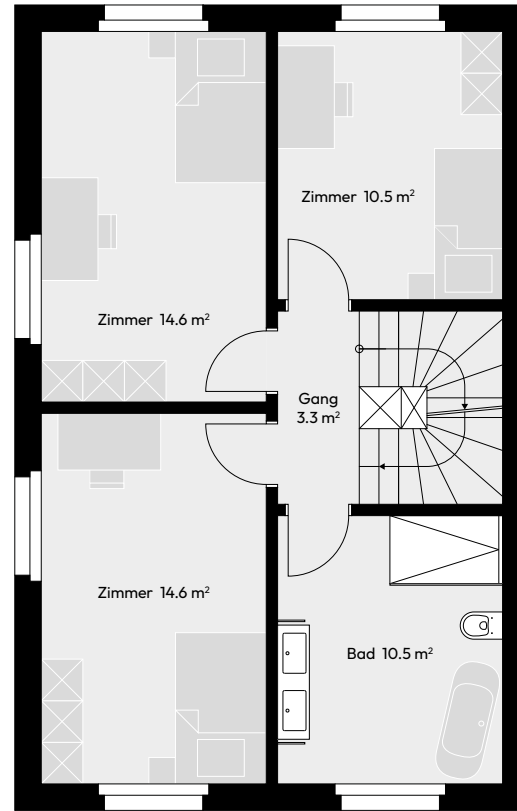 Zimmer 10.5 m²
Zimmer 14.6 m²
Gang
3.3 m²
Zimmer 14.6 m²
Bad 10.5 m²